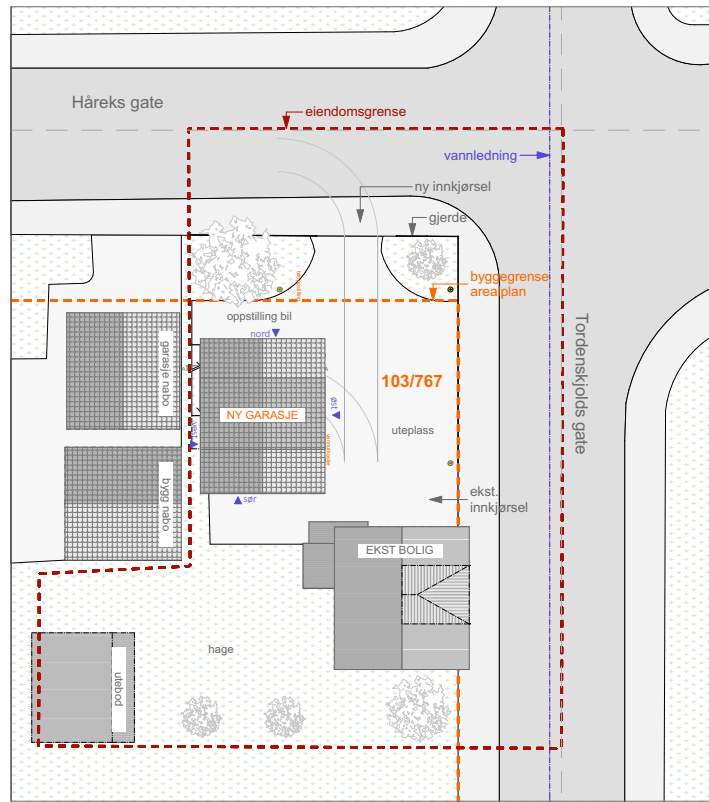 Håreks gate
eiendomsgrense
vannledning
ny innkjørsel
gjerde
byggegrense
arealplan
oppstilling bil
nord
garasje nabo
103/767
Tordenskjolds gate
NY GARASJE
øst
vest
uteplass
bygg nabo
sør
ekst.
innkjørsel
EKST BOLIG
hage
utebod